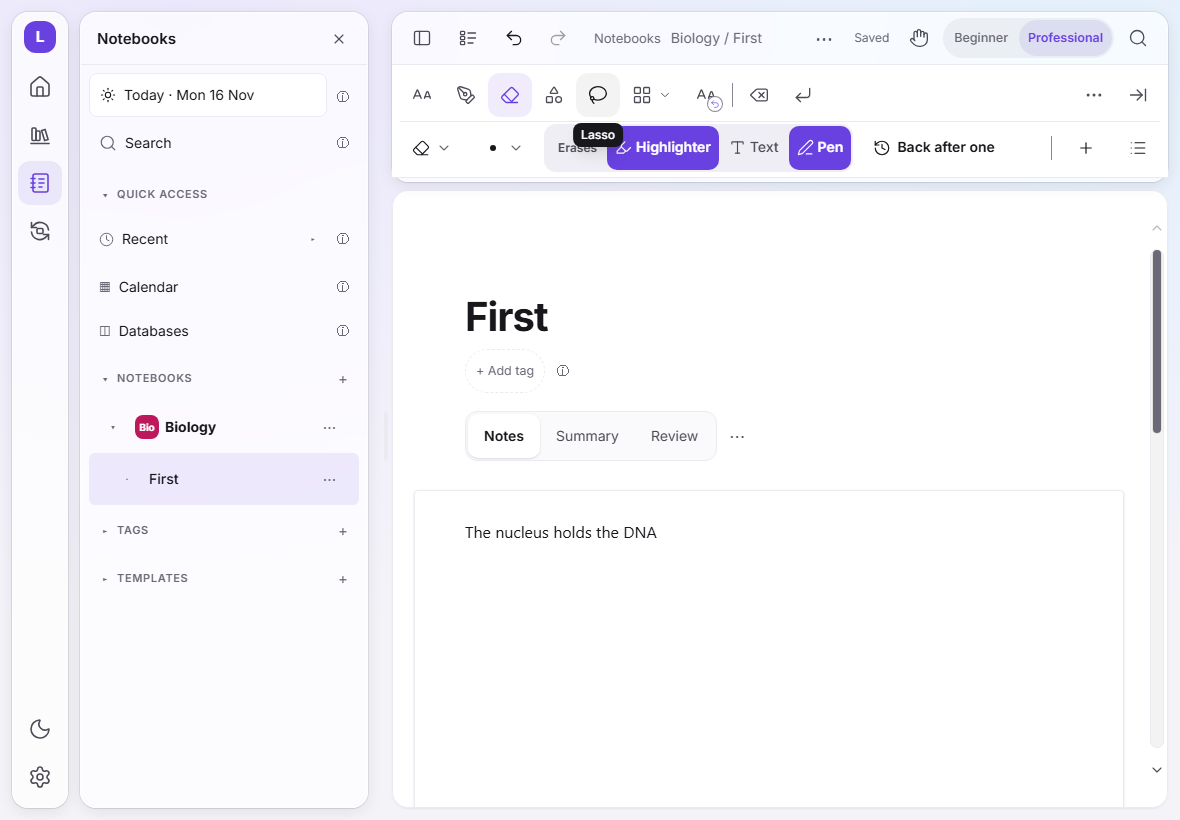 L
Notebooks
Today · Mon 16 Nov
Search
QUICK ACCESS
Recent
Calendar
Databases
NOTEBOOKS
Bio Biology
First
TAGS
TEMPLATES
Notebooks Biology / First
Saved
Beginner Professional
AA
AA
Lasso
Erases Highlighter Text Pen Back after one
First
+ Add tag
Notes Summary Review
The nucleus holds the DNA